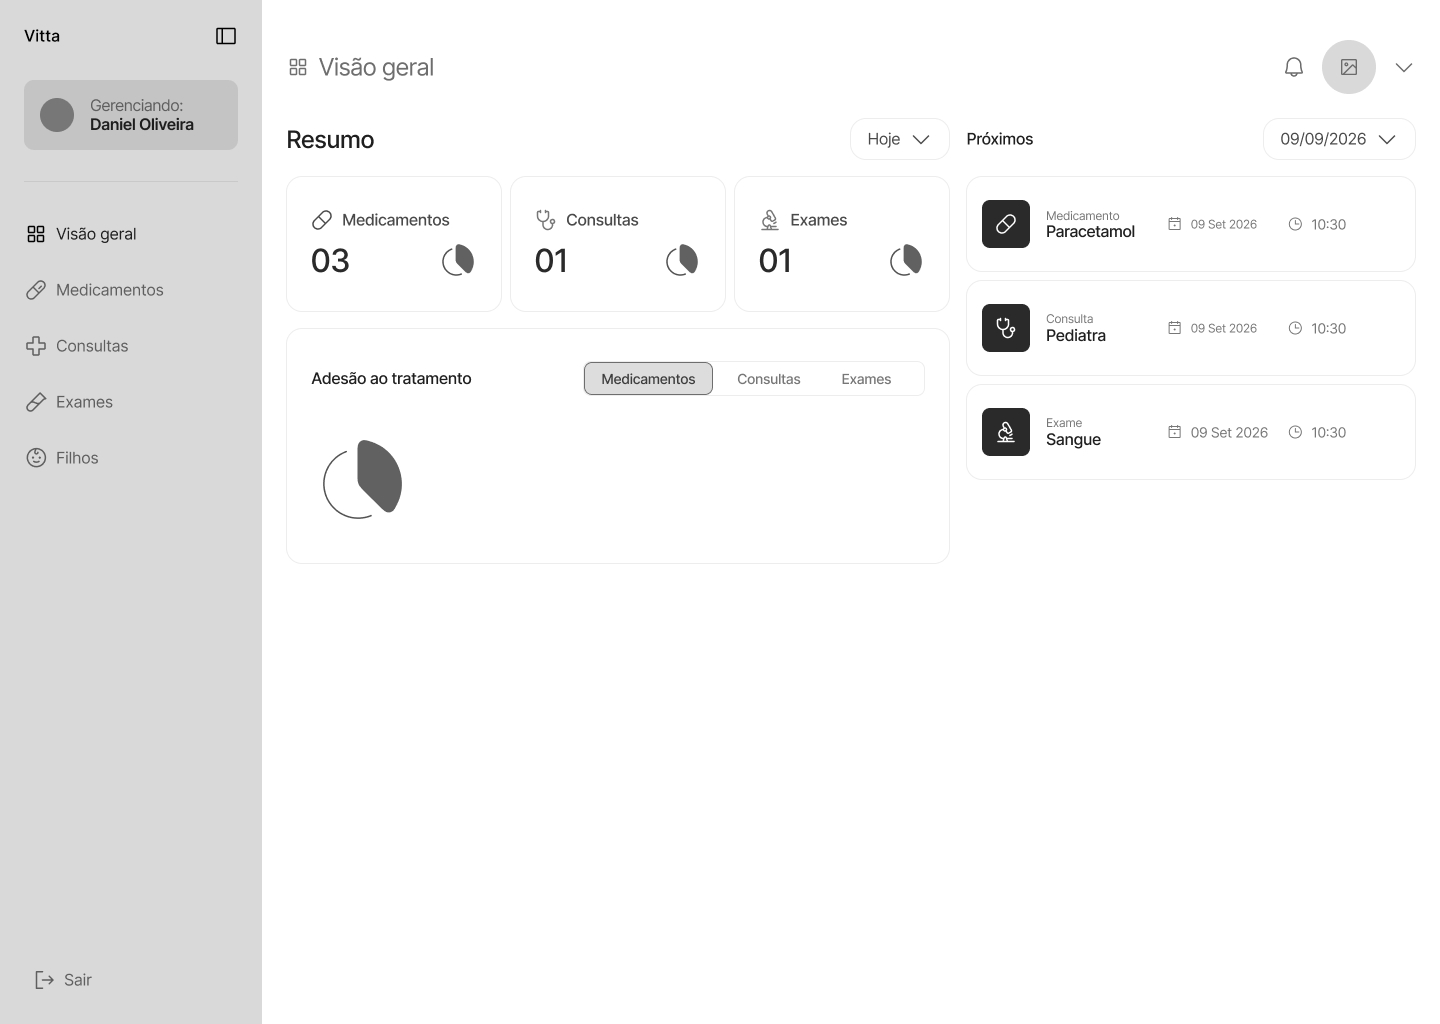 Vitta
Gerenciando:
Daniel Oliveira
Visão geral
Medicamentos
Consultas
Exames
Filhos
Sair
Visão geral
Resumo
Hoje
Medicamentos
03
Consultas
01
Exames
01
Adesão ao tratamento
Medicamentos
Consultas
Exames
Próximos
09/09/2026
Medicamento
Paracetamol
09 Set 2026
10:30
Consulta
Pediatra
09 Set 2026
10:30
Exame
Sangue
09 Set 2026
10:30